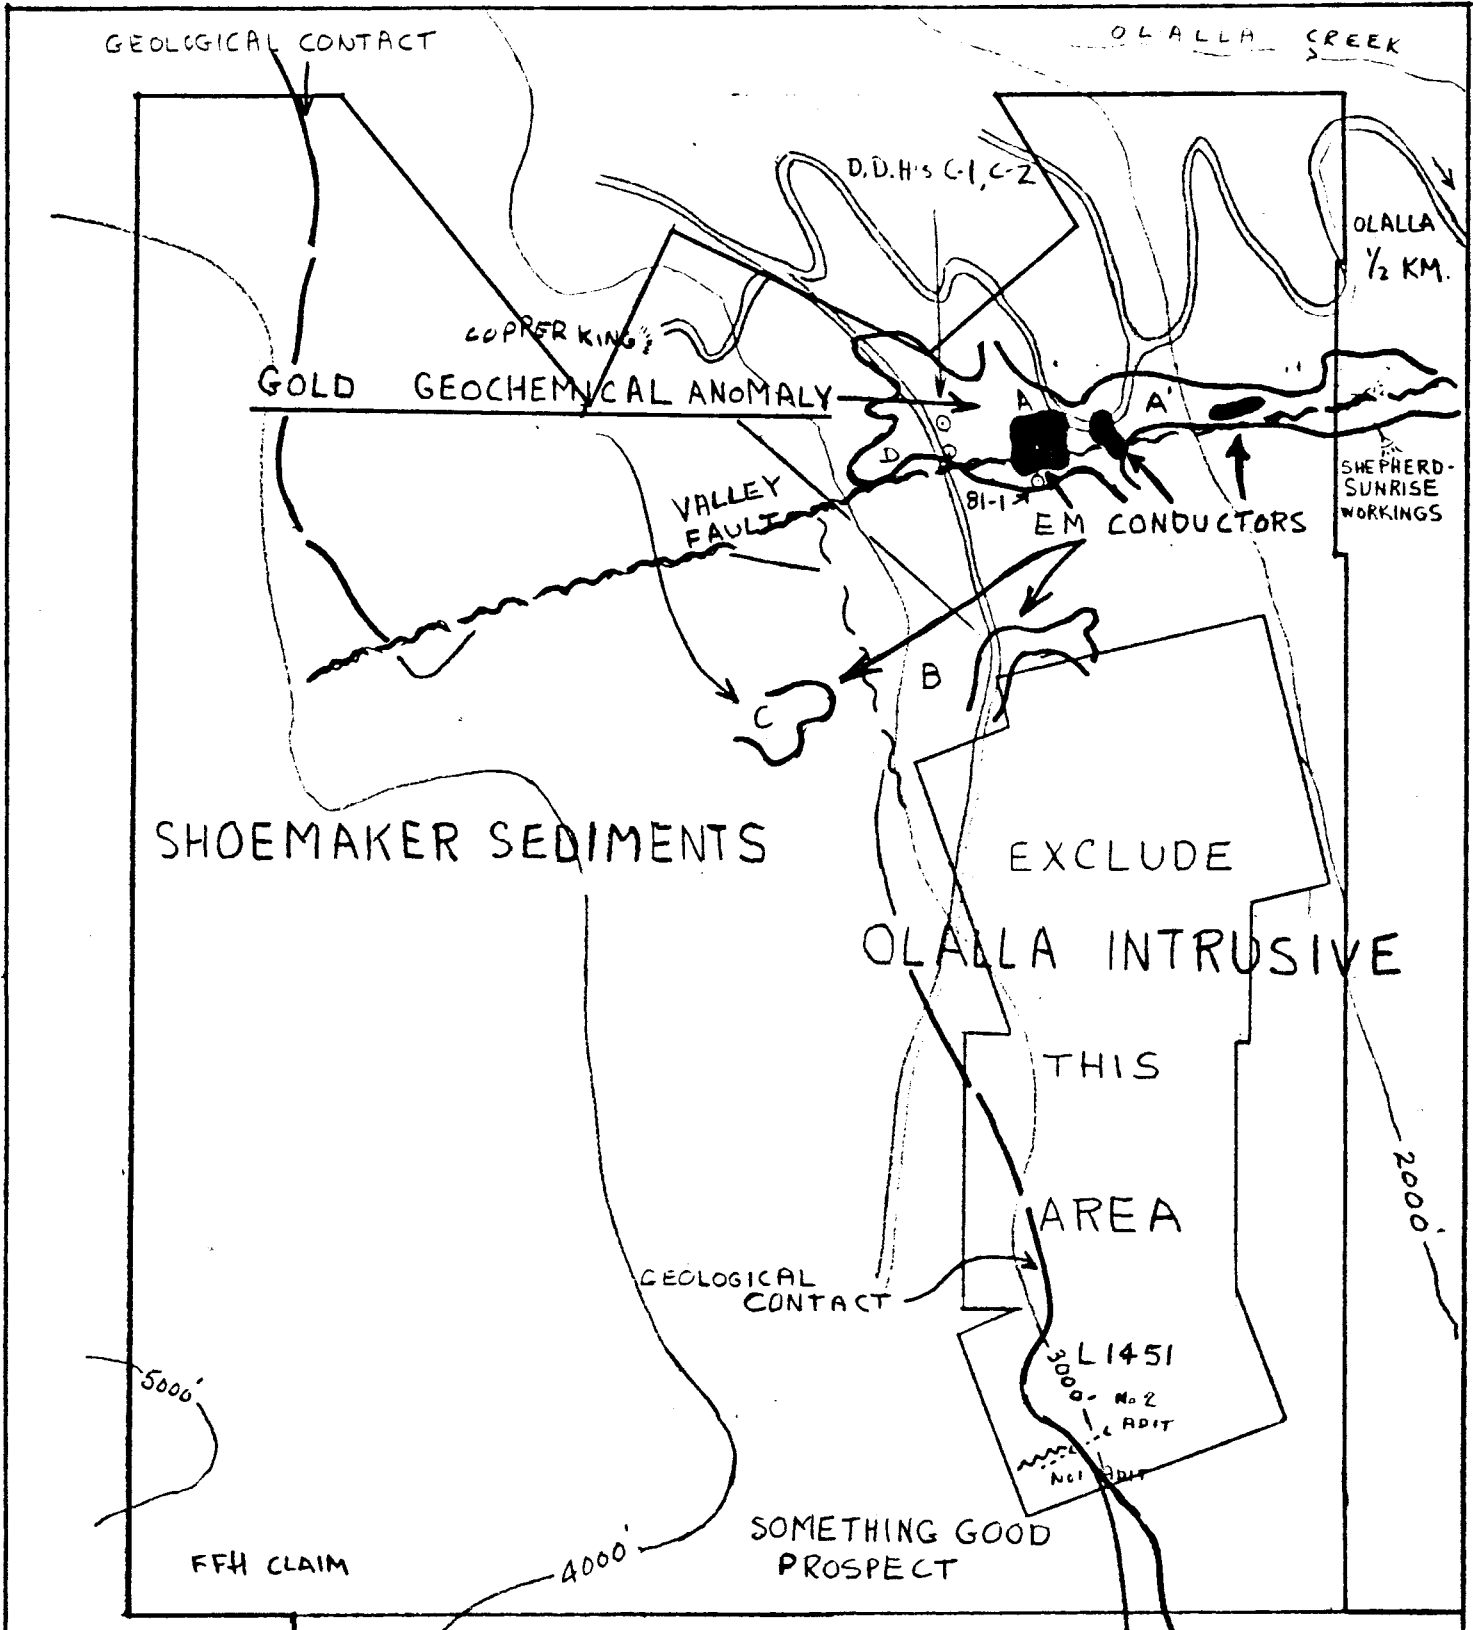 GEOLOGICAL CONTACT
OLALLA CREEK
D.D.H's C-1, C-2
OLALLA
1/2 KM.
COPPER KING
GOLD GEOCHEMICAL ANOMALY
A
A'
D
81-1
SHEPHERD-
SUNRISE
WORKINGS
VALLEY
FAULT
EM CONDUCTORS
B
C
SHOEMAKER SEDIMENTS
EXCLUDE
OLALLA INTRUSIVE
THIS
2000'
AREA
GEOLOGICAL
CONTACT
L1451
3000
No 2
ADIT
No1 ADIT
5000'
SOMETHING GOOD
PROSPECT
4000'
FFH CLAIM